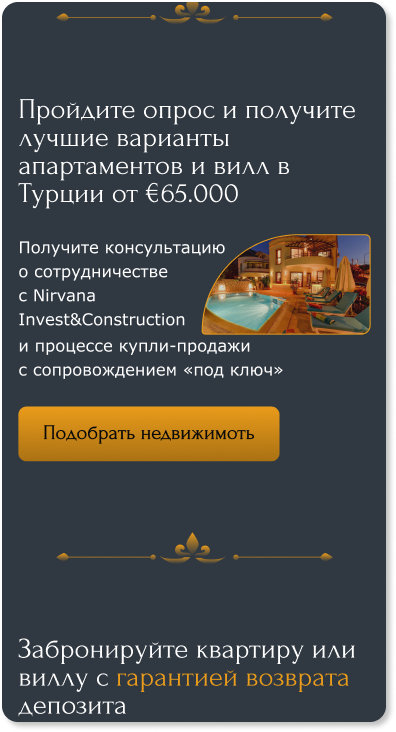 Пройдите опрос и получите
лучшие варианты
апартаментов и вилл в
Турции от €65.000
Получите консультацию
о сотрудничестве
с Nirvana
Invest&Construction
и процессе купли-продажи
с сопровождением «под ключ»
Подобрать недвижимоть
Забронируйте квартиру или
виллу с гарантией возврата
депозита